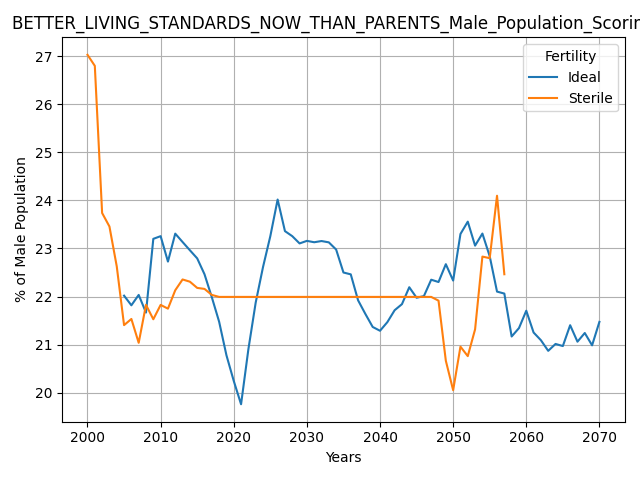 BETTER_LIVING_STANDARDS_NOW_THAN_PARENTS_Male_Population_Scorin
27
26
25
24
23
22
21
20
% of Male Population
Fertility
Ideal
Sterile
2000 2010 2020 2030 2040 2050 2060 2070
Years